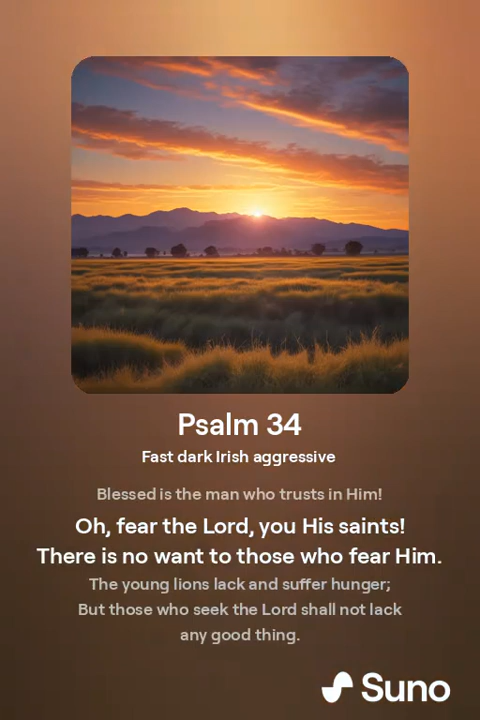 Psalm 34
Fast dark Irish aggressive
Blessed is the man who trusts in Him!
Oh, fear the Lord, you His saints!
There is no want to those who fear Him.
The young lions lack and suffer hunger;
But those who seek the Lord shall not lack
any good thing.
Suno